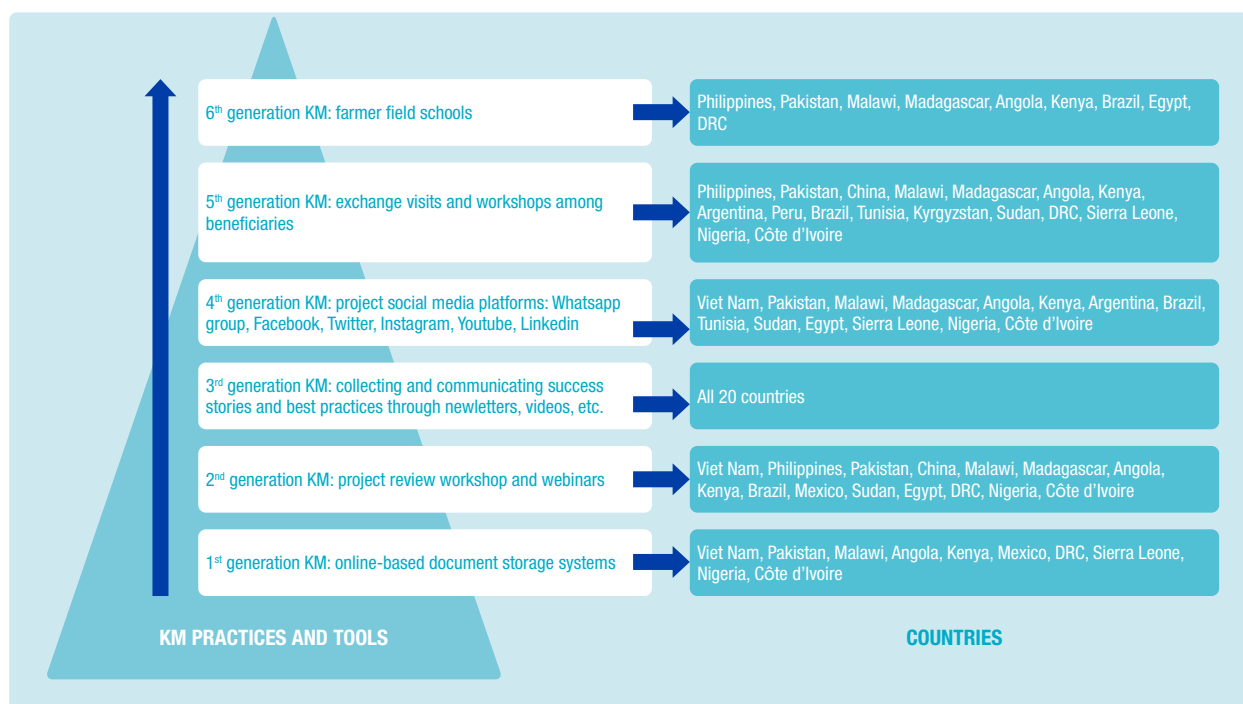 6th generation KM: farmer field schools
Philippines, Pakistan, Malawi, Madagascar, Angola, Kenya, Brazil, Egypt,
DRC
5th generation KM: exchange visits and workshops among
beneficiaries
Philippines, Pakistan, China, Malawi, Madagascar, Angola, Kenya,
Argentina, Peru, Brazil, Tunisia, Kyrgyzstan, Sudan, DRC, Sierra Leone,
Nigeria, Côte d'Ivoire
4th generation KM: project social media platforms: Whatsapp
group, Facebook, Twitter, Instagram, Youtube, Linkedin
Viet Nam, Pakistan, Malawi, Madagascar, Angola, Kenya, Argentina, Brazil,
Tunisia, Sudan, Egypt, Sierra Leone, Nigeria, Côte d'Ivoire
3rd generation KM: collecting and communicating success
stories and best practices through newletters, videos, etc.
All 20 countries
2nd generation KM: project review workshop and webinars
Viet Nam, Philippines, Pakistan, China, Malawi, Madagascar, Angola,
Kenya, Brazil, Mexico, Sudan, Egypt, DRC, Nigeria, Côte d'Ivoire
1st generation KM: online-based document storage systems
Viet Nam, Pakistan, Malawi, Angola, Kenya, Mexico, DRC, Sierra Leone,
Nigeria, Côte d'Ivoire
KM PRACTICES AND TOOLS
COUNTRIES